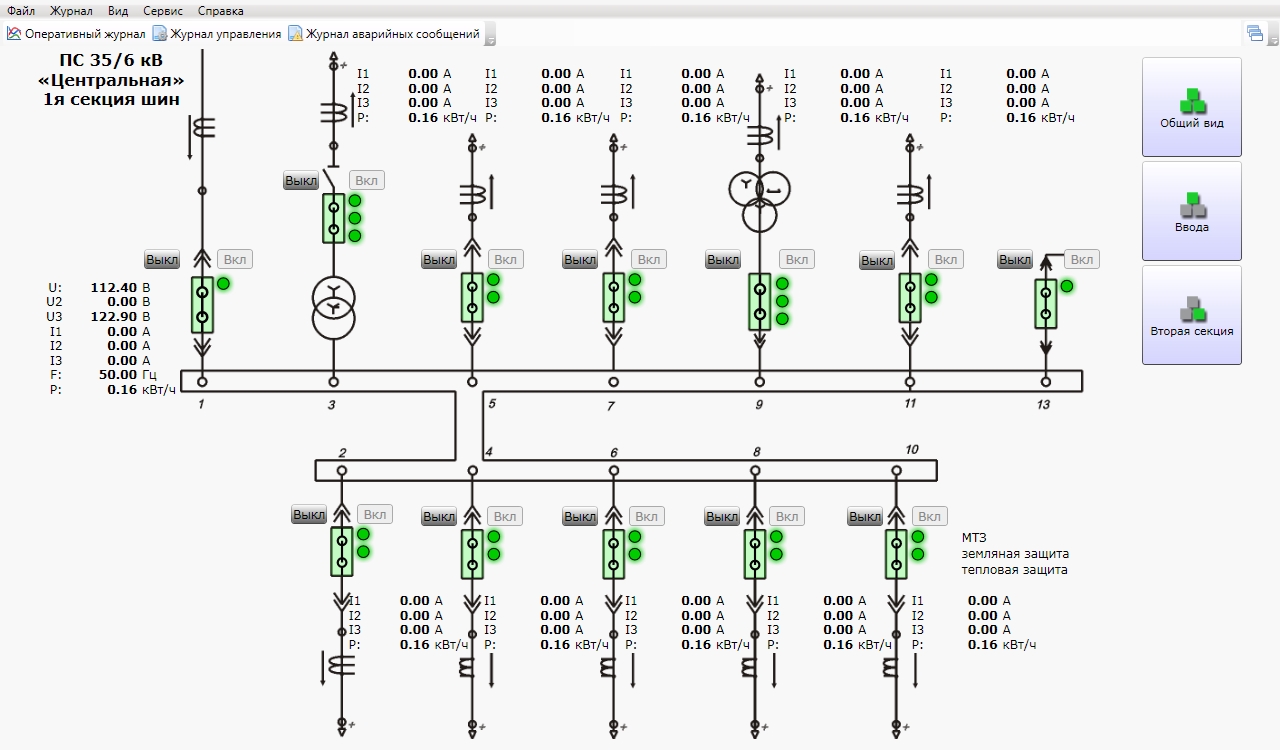 Файл Журнал Вид Сервис Справка
Оперативный журнал Журнал управления Журнал аварийных сообщений
ПС 35/6 кВ
«Центральная»
1я секция шин
I1 0.00 А I1 0.00 А I1 0.00 А I1 0.00 А I1 0.00 А
I2 0.00 А I2 0.00 А I2 0.00 А I2 0.00 А I2 0.00 А
I3 0.00 А I3 0.00 А I3 0.00 А I3 0.00 А I3 0.00 А
P: 0.16 кВт/ч P: 0.16 кВт/ч P: 0.16 кВт/ч P: 0.16 кВт/ч P: 0.16 кВт/ч
Общий вид
Ввода
Вторая секция
Выкл Вкл
Выкл Вкл Выкл Вкл Выкл Вкл Выкл Вкл Выкл Вкл Выкл Вкл
U: 112.40 В
U2 0.00 В
U3 122.90 В
I1 0.00 А
I2 0.00 А
I3 0.00 А
F: 50.00 Гц
P: 0.16 кВт/ч
1 3 5 7 9 11 13
2 4 6 8 10
Выкл Вкл Выкл Вкл Выкл Вкл Выкл Вкл Выкл Вкл
МТЗ
земляная защита
тепловая защита
I1 0.00 А I1 0.00 А I1 0.00 А I1 0.00 А I1 0.00 А
I2 0.00 А I2 0.00 А I2 0.00 А I2 0.00 А I2 0.00 А
I3 0.00 А I3 0.00 А I3 0.00 А I3 0.00 А I3 0.00 А
P: 0.16 кВт/ч P: 0.16 кВт/ч P: 0.16 кВт/ч P: 0.16 кВт/ч P: 0.16 кВт/ч